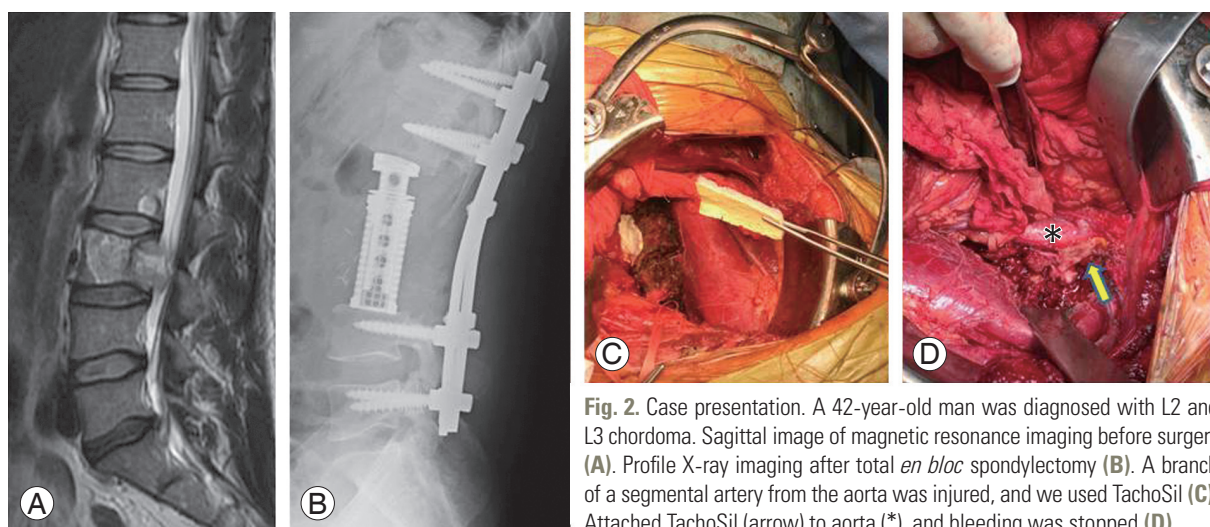 A
B
C
D
*
Fig. 2. Case presentation. A 42-year-old man was diagnosed with L2 and
L3 chordoma. Sagittal image of magnetic resonance imaging before surger
(A). Profile X-ray imaging after total en bloc spondylectomy (B). A branch
of a segmental artery from the aorta was injured, and we used TachoSil (C)
Attached TachoSil (arrow) to aorta (*), and bleeding was stopped (D).